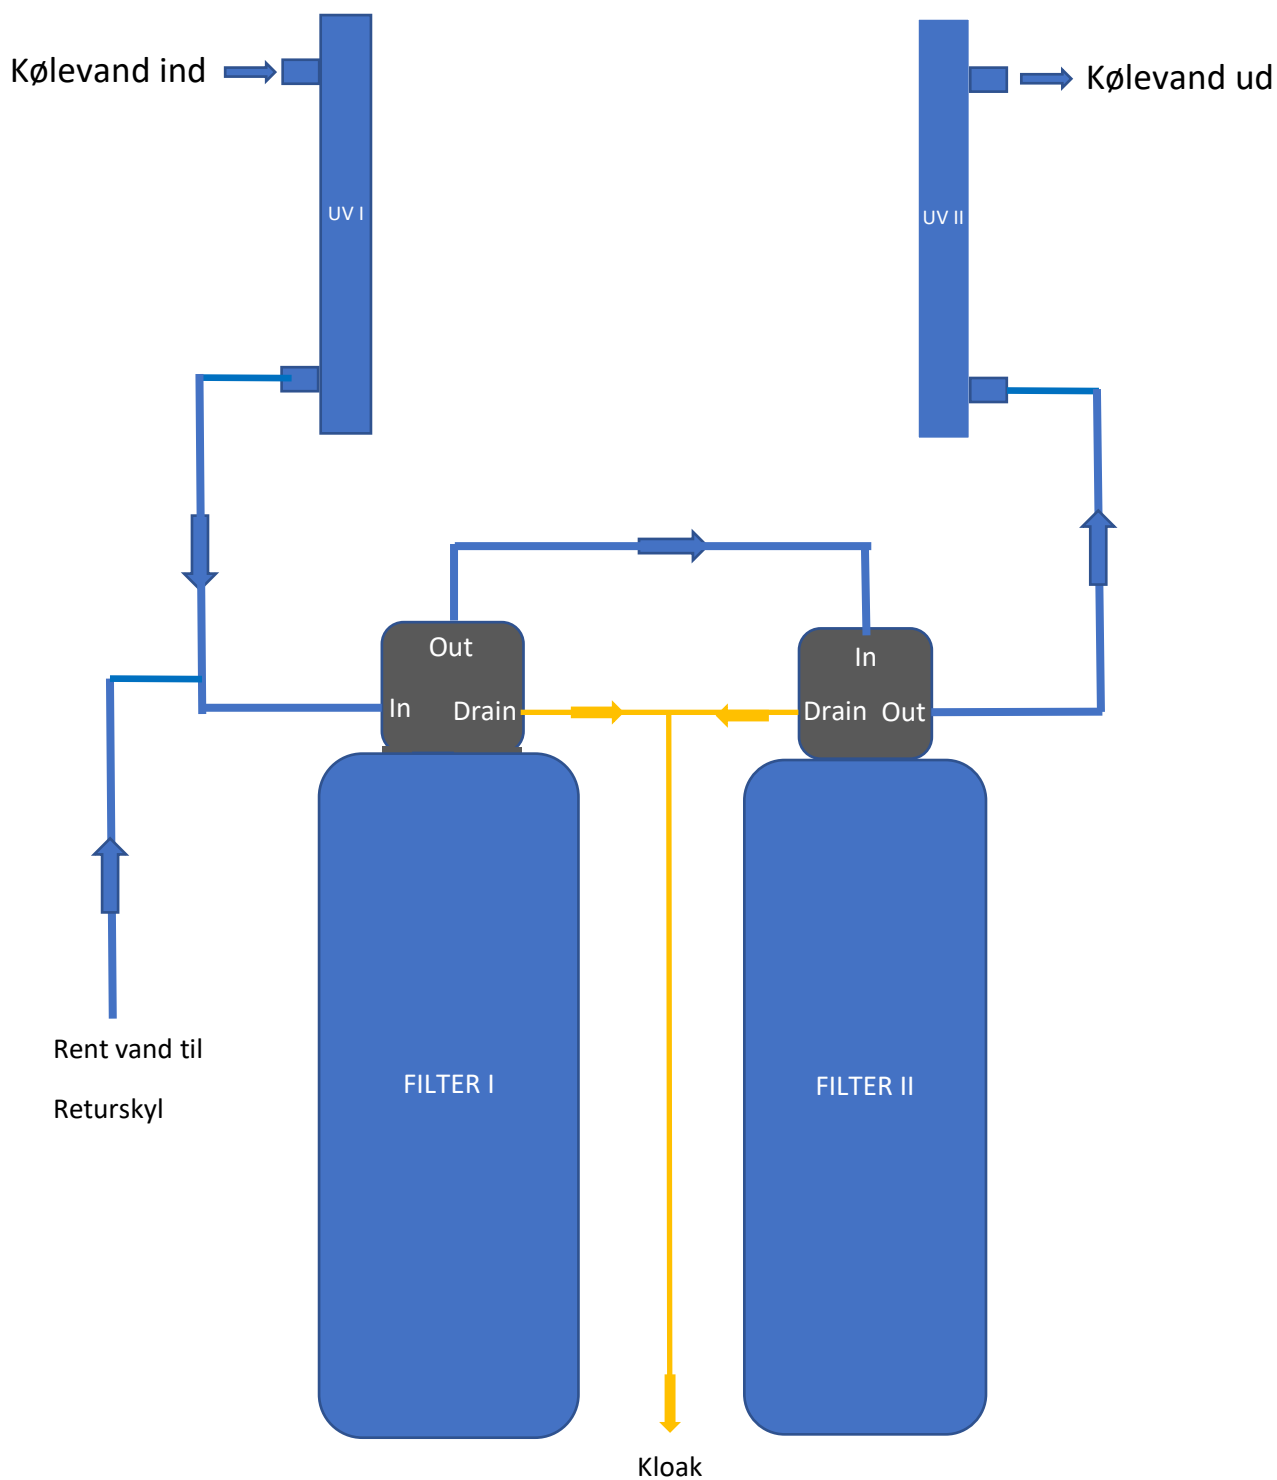 Kølevand ind
Kølevand ud
UV I
UV II
Out
In
In
Drain
Drain
Out
Rent vand til
Returskyl
FILTER I
FILTER II
Kloak